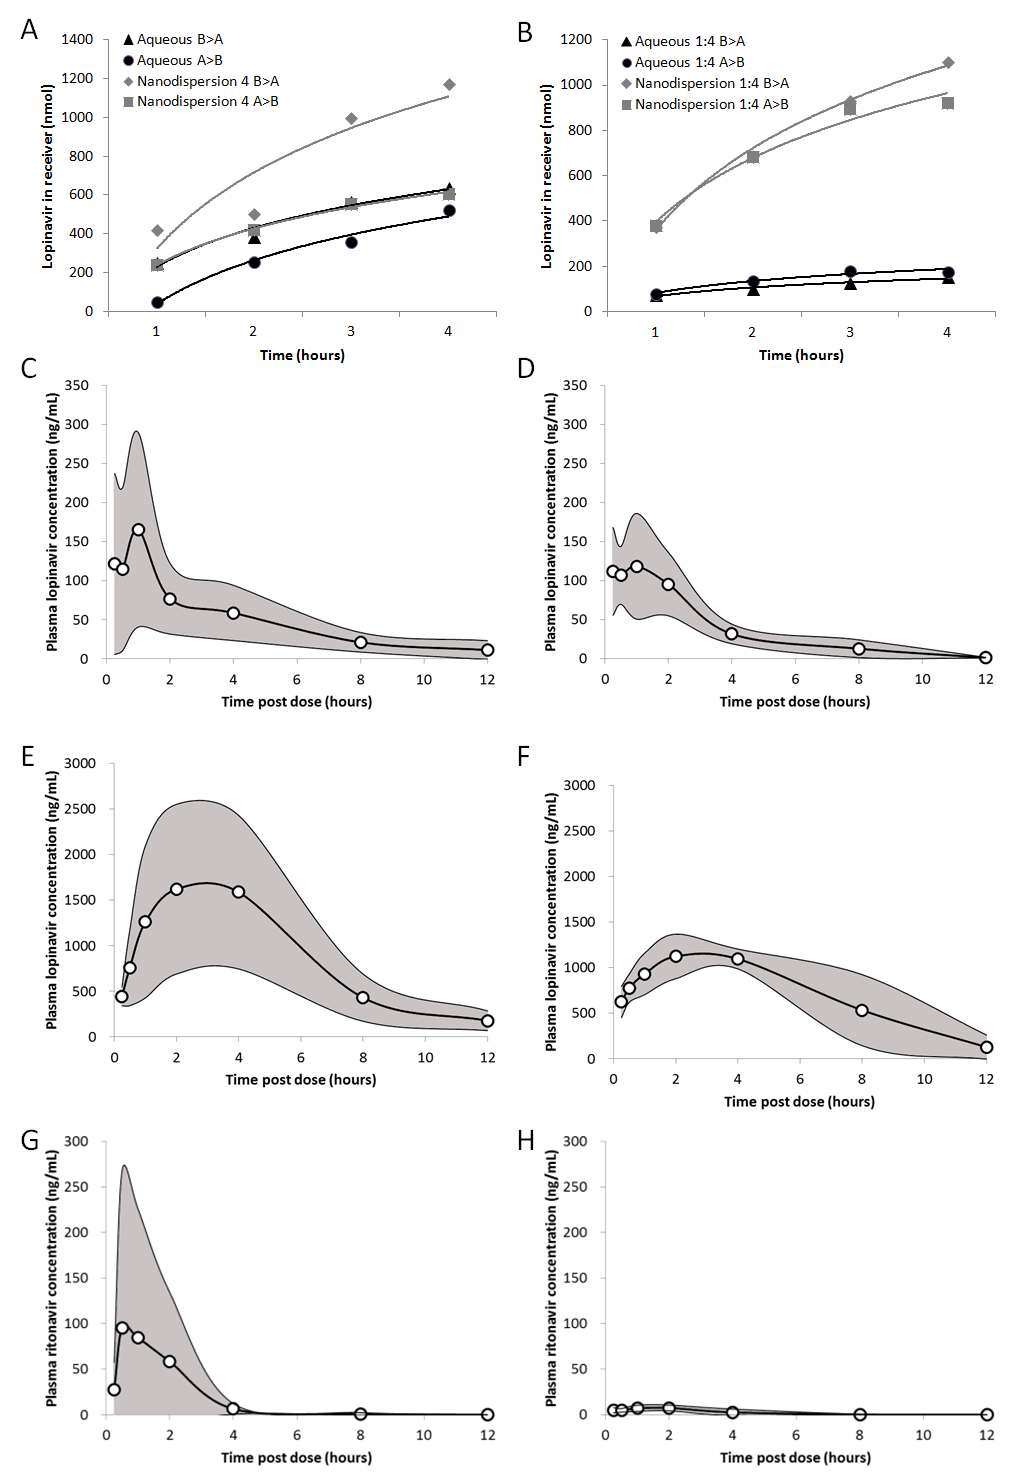 A
Aqueous B>A
Aqueous A>B
Nanodispersion 4 B>A
Nanodispersion 4 A>B
Lopinavir in receiver (nmol)
1400
1200
1000
800
600
400
200
0
1 2 3 4
Time (hours)
B
Aqueous 1:4 B>A
Aqueous 1:4 A>B
Nanodispersion 1:4 B>A
Nanodispersion 1:4 A>B
Lopinavir in receiver (nmol)
1200
1000
800
600
400
200
0
1 2 3 4
Time (hours)
C
Plasma lopinavir concentration (ng/mL)
350
300
250
200
150
100
50
0
0 2 4 6 8 10 12
Time post dose (hours)
D
Plasma lopinavir concentration (ng/mL)
350
300
250
200
150
100
50
0
0 2 4 6 8 10 12
Time post dose (hours)
E
Plasma lopinavir concentration (ng/mL)
3000
2500
2000
1500
1000
500
0
0 2 4 6 8 10 12
Time post dose (hours)
F
Plasma lopinavir concentration (ng/mL)
3000
2500
2000
1500
1000
500
0
0 2 4 6 8 10 12
Time post dose (hours)
G
Plasma ritonavir concentration (ng/mL)
300
250
200
150
100
50
0
0 2 4 6 8 10 12
Time post dose (hours)
H
Plasma ritonavir concentration (ng/mL)
300
250
200
150
100
50
0
0 2 4 6 8 10 12
Time post dose (hours)